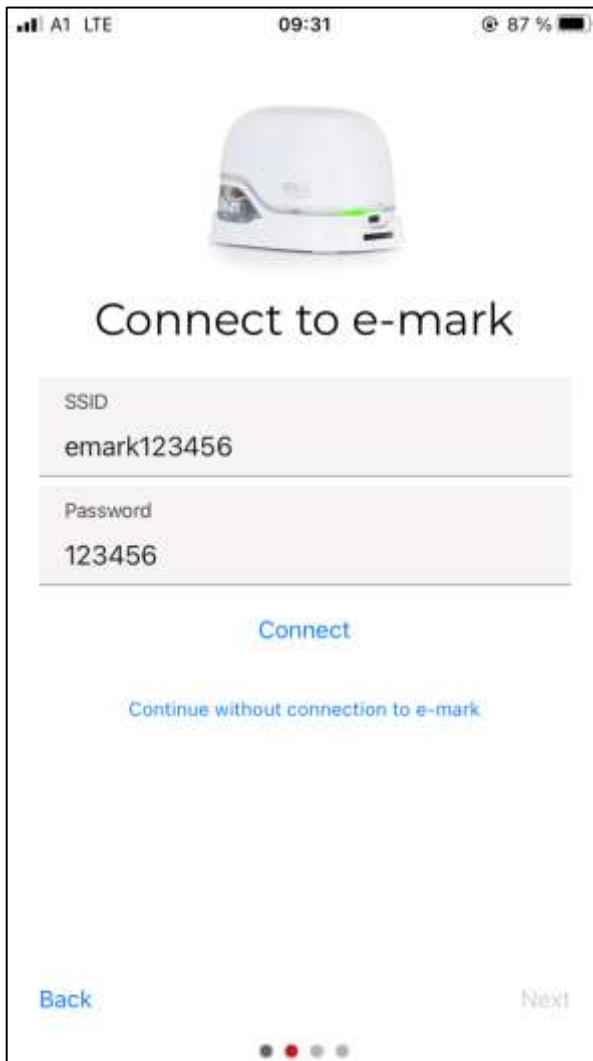 A1 LTE 09:31 87 %
Connect to e-mark
SSID
emark123456
Password
123456
Connect
Continue without connection to e-mark
Back Next